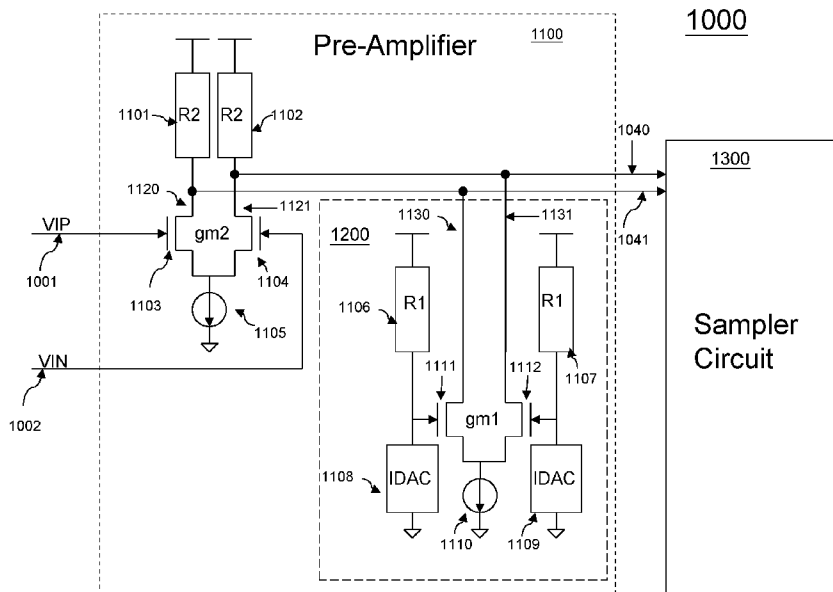 1000
Pre-Amplifier
1100
1101
R2
R2
1102
1040
1300
1120
1121
1130
1131
1041
VIP
gm2
1200
1001
1103
1104
1106
R1
R1
1105
Sampler
Circuit
VIN
1111
1112
1107
1002
gm1
1108
IDAC
IDAC
1110
1109